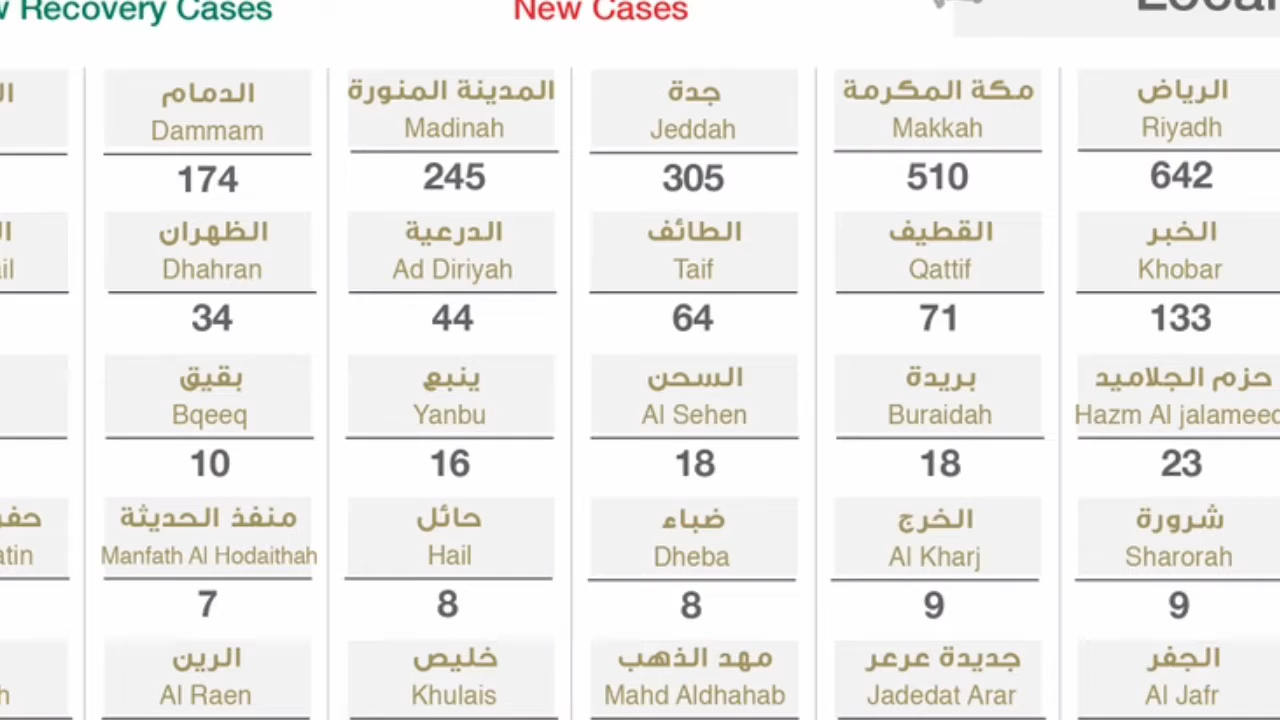 Recovery Cases
New Cases
الدمام
المدينة المنورة
جدة
مكة المكرمة
الرياض
Dammam
Madinah
Jeddah
Makkah
Riyadh
174
245
305
510
642
الظهران
الدرعية
الطائف
القطيف
الخبر
Dhahran
Ad Diriyah
Taif
Qattif
Khobar
34
44
64
71
133
بقيق
ينبع
السحن
بريدة
حزم الجلاميد
Bqeeq
Yanbu
Al Sehen
Buraidah
Hazm Al jalameed
10
16
18
18
23
منفذ الحديثة
حائل
ضباء
الخرج
شرورة
Manfath Al Hodaithah
Hail
Dheba
Al Kharj
Sharorah
7
8
8
9
9
الرين
خليص
مهد الذهب
جديدة عرعر
الجفر
Al Raen
Khulais
Mahd Aldhahab
Jadedat Arar
Al Jafr